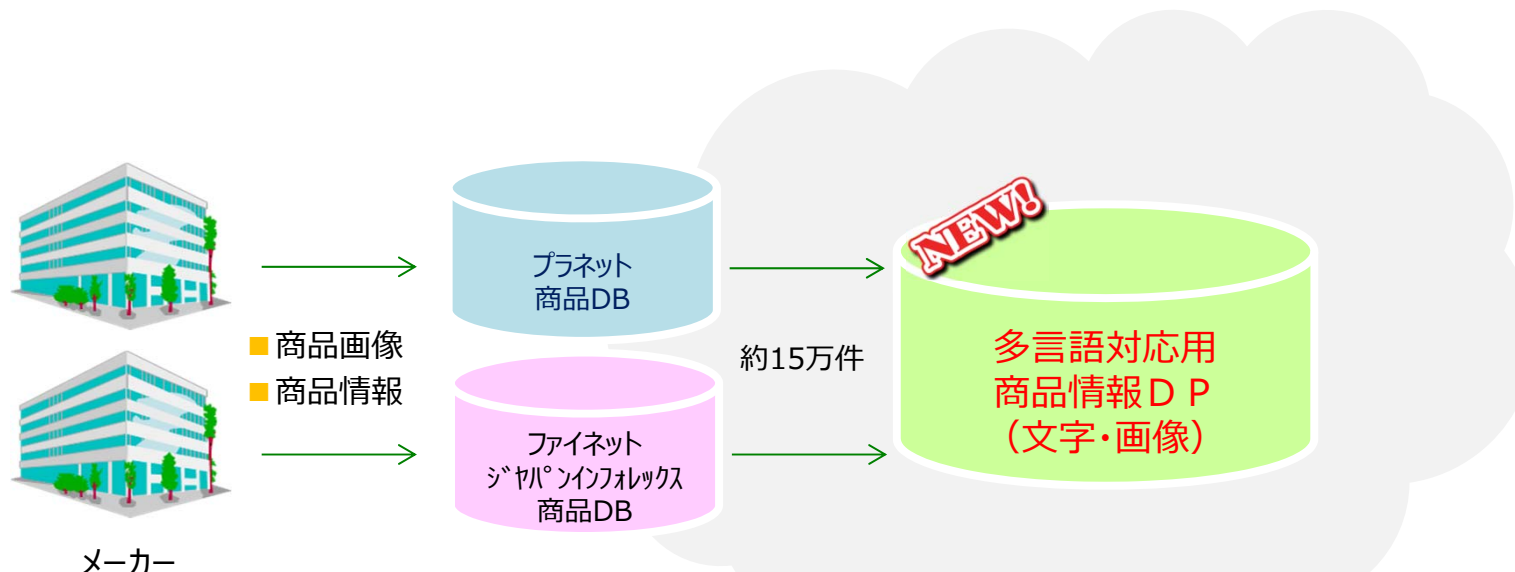 NEW!
プラネット
商品DB
■商品画像
■商品情報
約15万件
多言語対応用
商品情報ＤＰ
（文字･画像）
ファイネット
ｼﾞﾔﾊﾟﾝインフォレックス
商品DB
メーカー